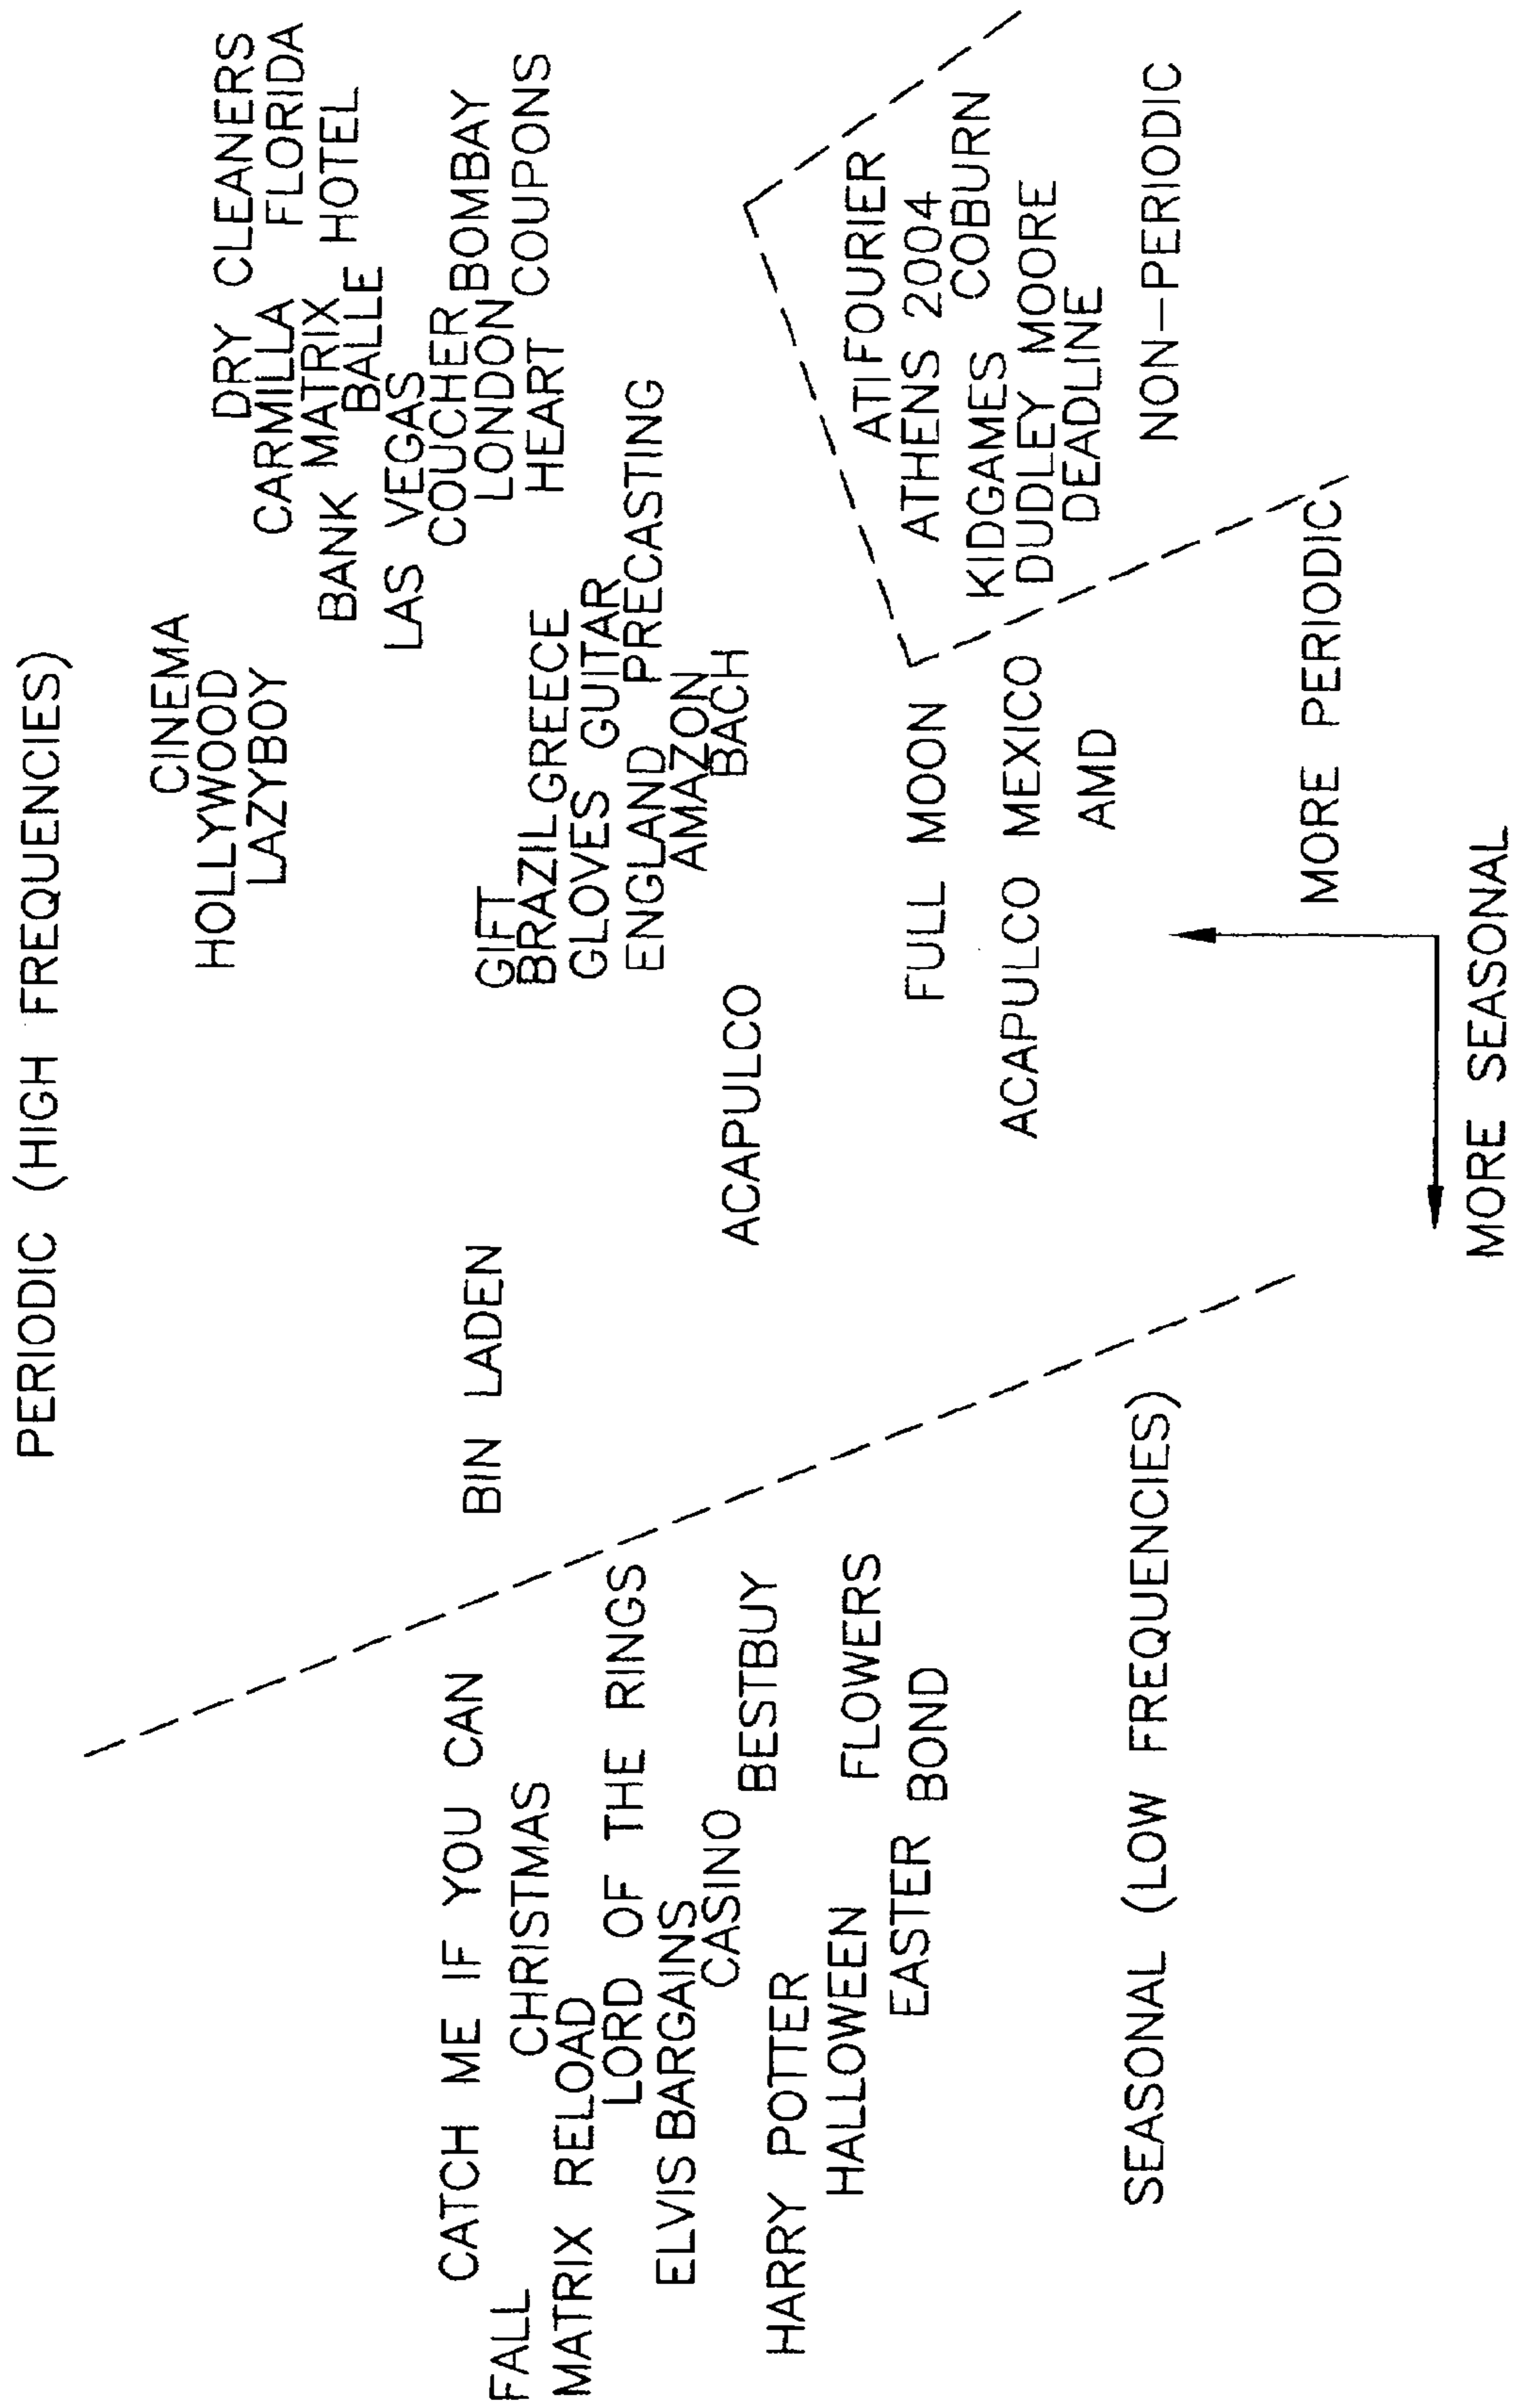 PERIODIC (HIGH FREQUENCIES)
CINEMA
HOLLYWOOD
LAZYBOY
DRY CLEANERS
CARMILLA
FLORIDA
MATRIX
BANK
HOTEL
BALLE
LAS VEGAS
COUCHER
BOMBAY
LONDON
HEART
COUPONS
CATCH ME IF YOU CAN
BIN LADEN
GIFT
FALL
CHRISTMAS
BRAZIL
GREECE
MATRIX RELOAD
GLOVES
GUITAR
LORD OF THE RINGS
ENGLAND
PRECASTING
ELVIS
BARGAINS
AMAZON
CASINO
BACH
BESTBUY
ACAPULCO
HARRY POTTER
HALLOWEEN
FLOWERS
ATI
FOURIER
EASTER
BOND
FULL MOON
ATHENS 2004
COBURN
KIDGAMES
ACAPULCO MEXICO
DUDLEY MOORE
AMD
DEADLINE
SEASONAL (LOW FREQUENCIES)
NON-PERIODIC
MORE PERIODIC
MORE SEASONAL